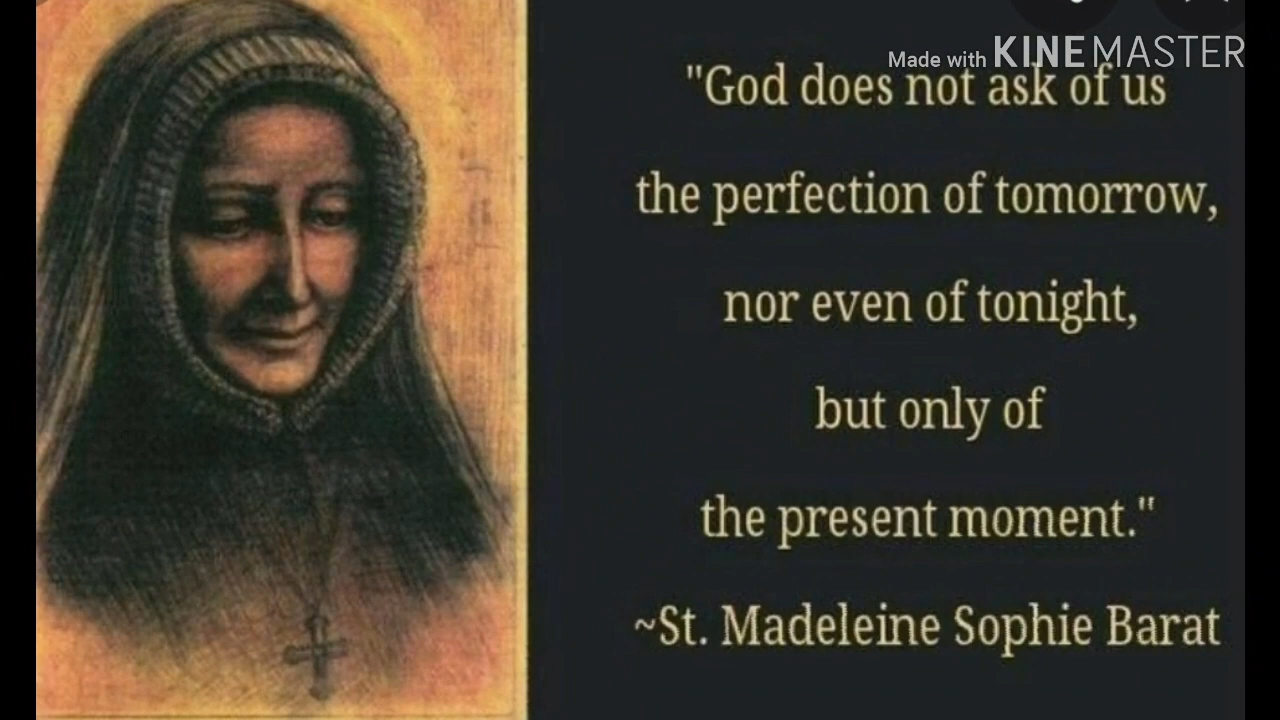 Made with KINEMASTER
"God does not ask of us
the perfection of tomorrow,
nor even of tonight,
but only of
the present moment."
~St. Madeleine Sophie Barat